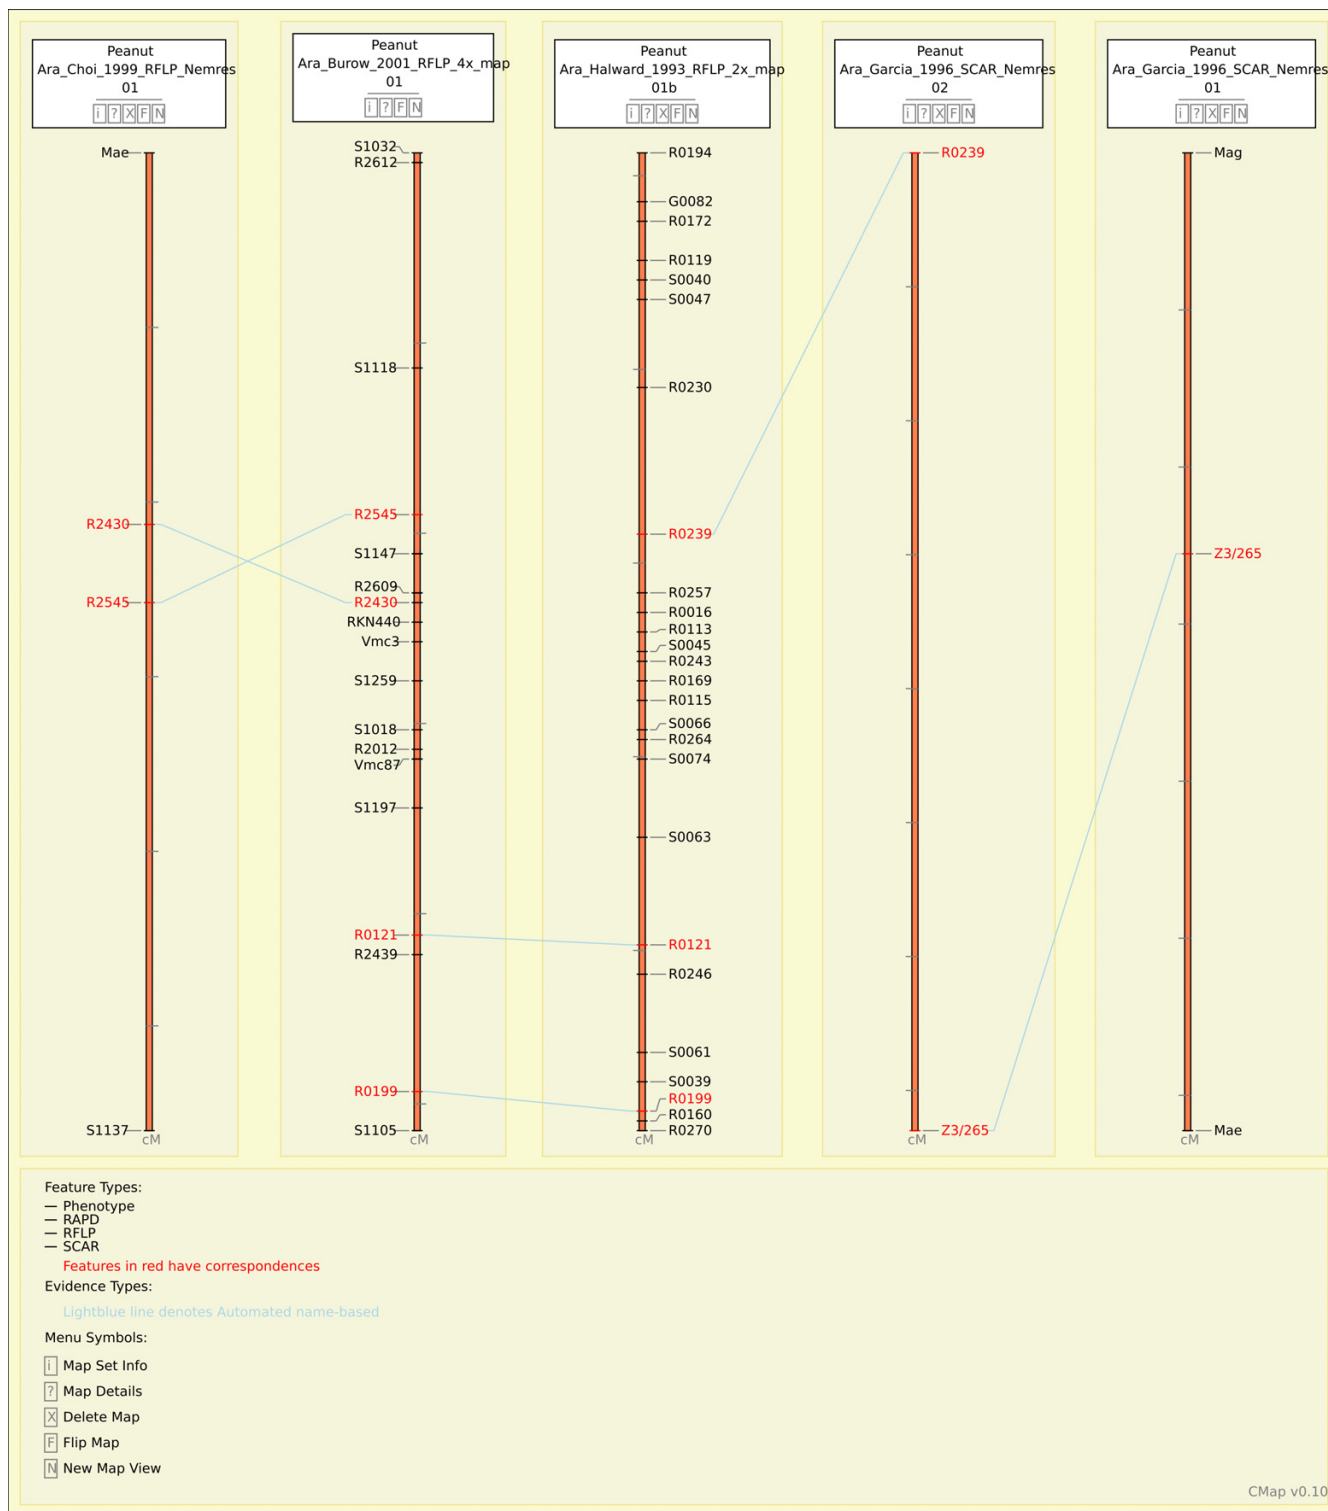 Peanut
Ara_Choi_1999_RFLP_Nemres
01
i ? X F N
Mae
R2430
R2545
S1137
cM
Peanut
Ara_Burow_2001_RFLP_4x_map
01
i ? F N
S1032
R2612
S1118
R2545
S1147
R2609
R2430
RKN440
Vmc3
S1259
S1018
R2012
Vmc87
S1197
R0121
R2439
R0199
S1105
cM
Peanut
Ara_Halward_1993_RFLP_2x_map
01b
i ? X F N
R0194
G0082
R0172
R0119
S0040
S0047
R0230
R0239
R0257
R0016
R0113
S0045
R0243
R0169
R0115
S0066
R0264
S0074
S0063
R0121
R0246
S0061
S0039
R0199
R0160
R0270
cM
Peanut
Ara_Garcia_1996_SCAR_Nemres
02
i ? X F N
R0239
Z3/265
cM
Peanut
Ara_Garcia_1996_SCAR_Nemres
01
i ? X F N
Mag
Z3/265
Mae
cM
Feature Types:
Phenotype
RAPD
RFLP
SCAR
Features in red have correspondences
Evidence Types:
Lightblue line denotes Automated name-based
Menu Symbols:
i Map Set Info
? Map Details
X Delete Map
F Flip Map
N New Map View
CMap v0.10